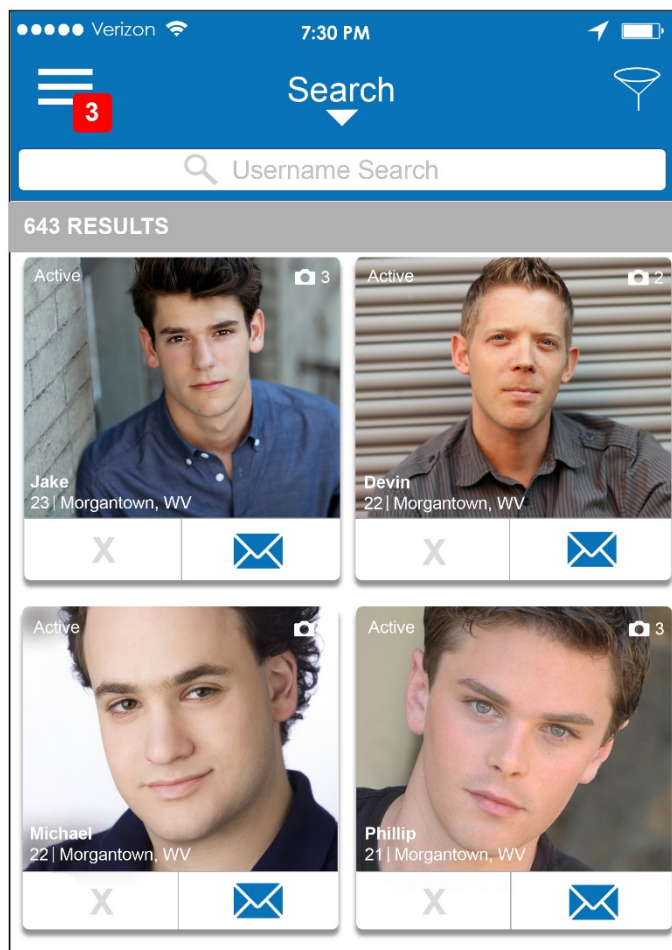 Verizon
7:30 PM
3
Search
Username Search
643 RESULTS
Active
3
Active
2
Jake
23 | Morgantown, WV
Devin
22 | Morgantown, WV
X
X
Active
Active
3
Michael
22 | Morgantown, WV
Phillip
21 | Morgantown, WV
X
X